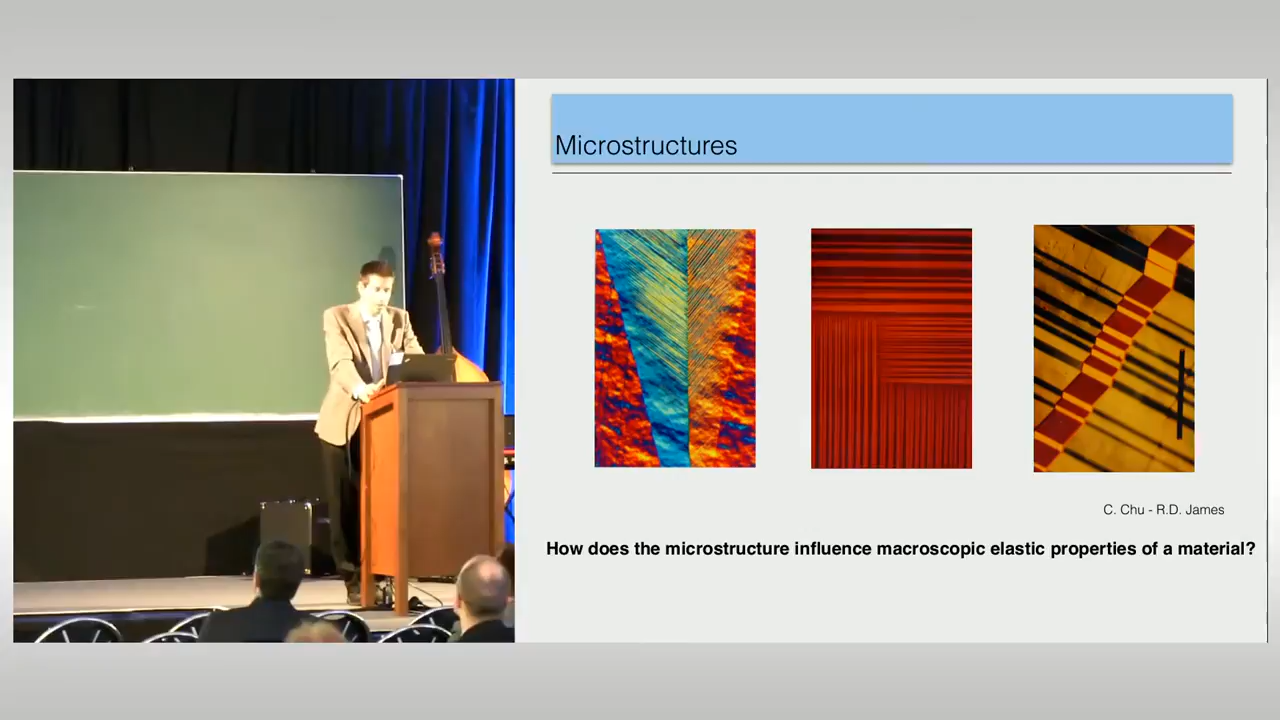 Microstructures
C. Chu - R.D. James
How does the microstructure influence macroscopic elastic properties of a material?